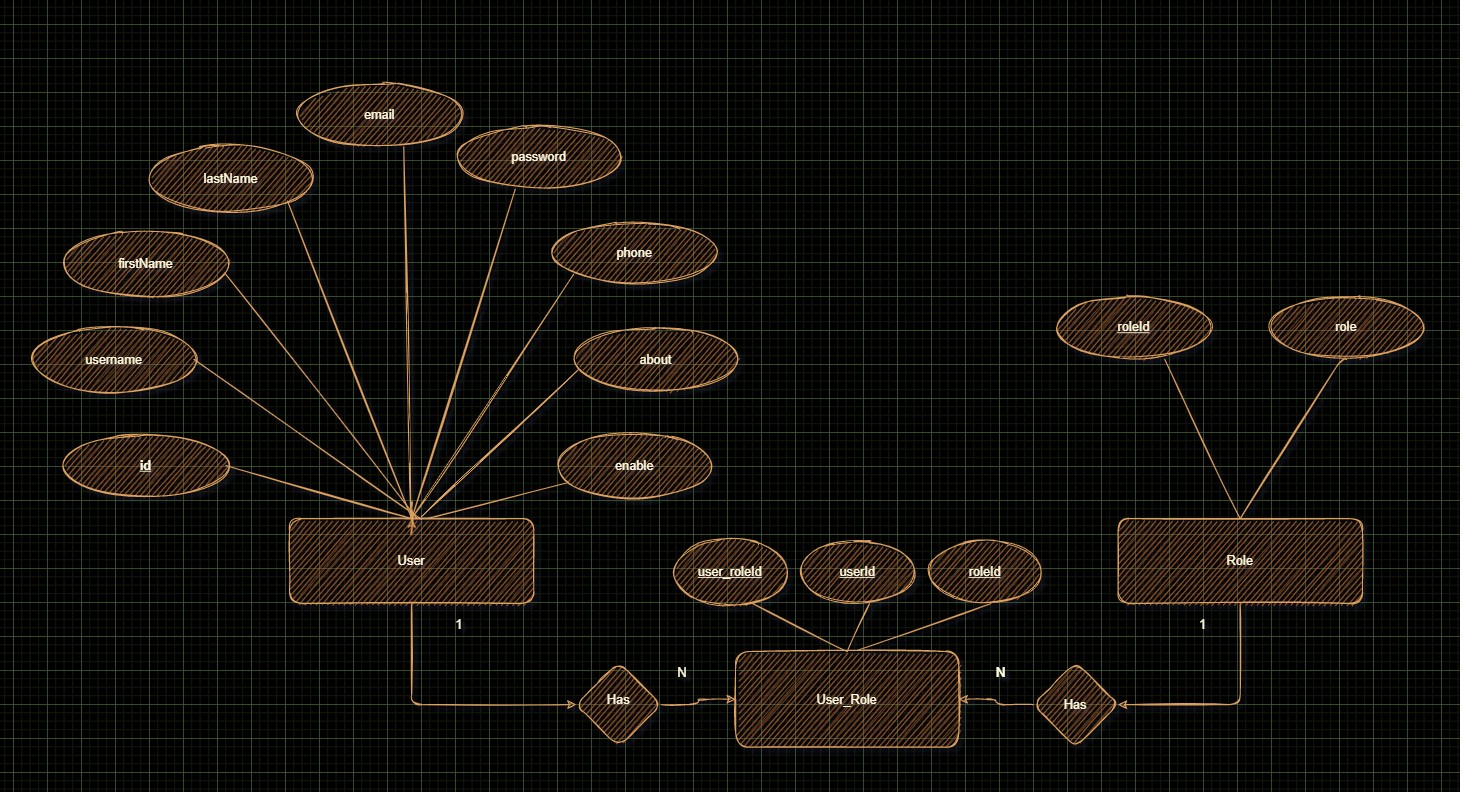 email
password
lastName
phone
firstName
roleId
role
username
about
id
enable
User
Role
user_roleId
userId
roleId
1
1
N
N
Has
User_Role
Has